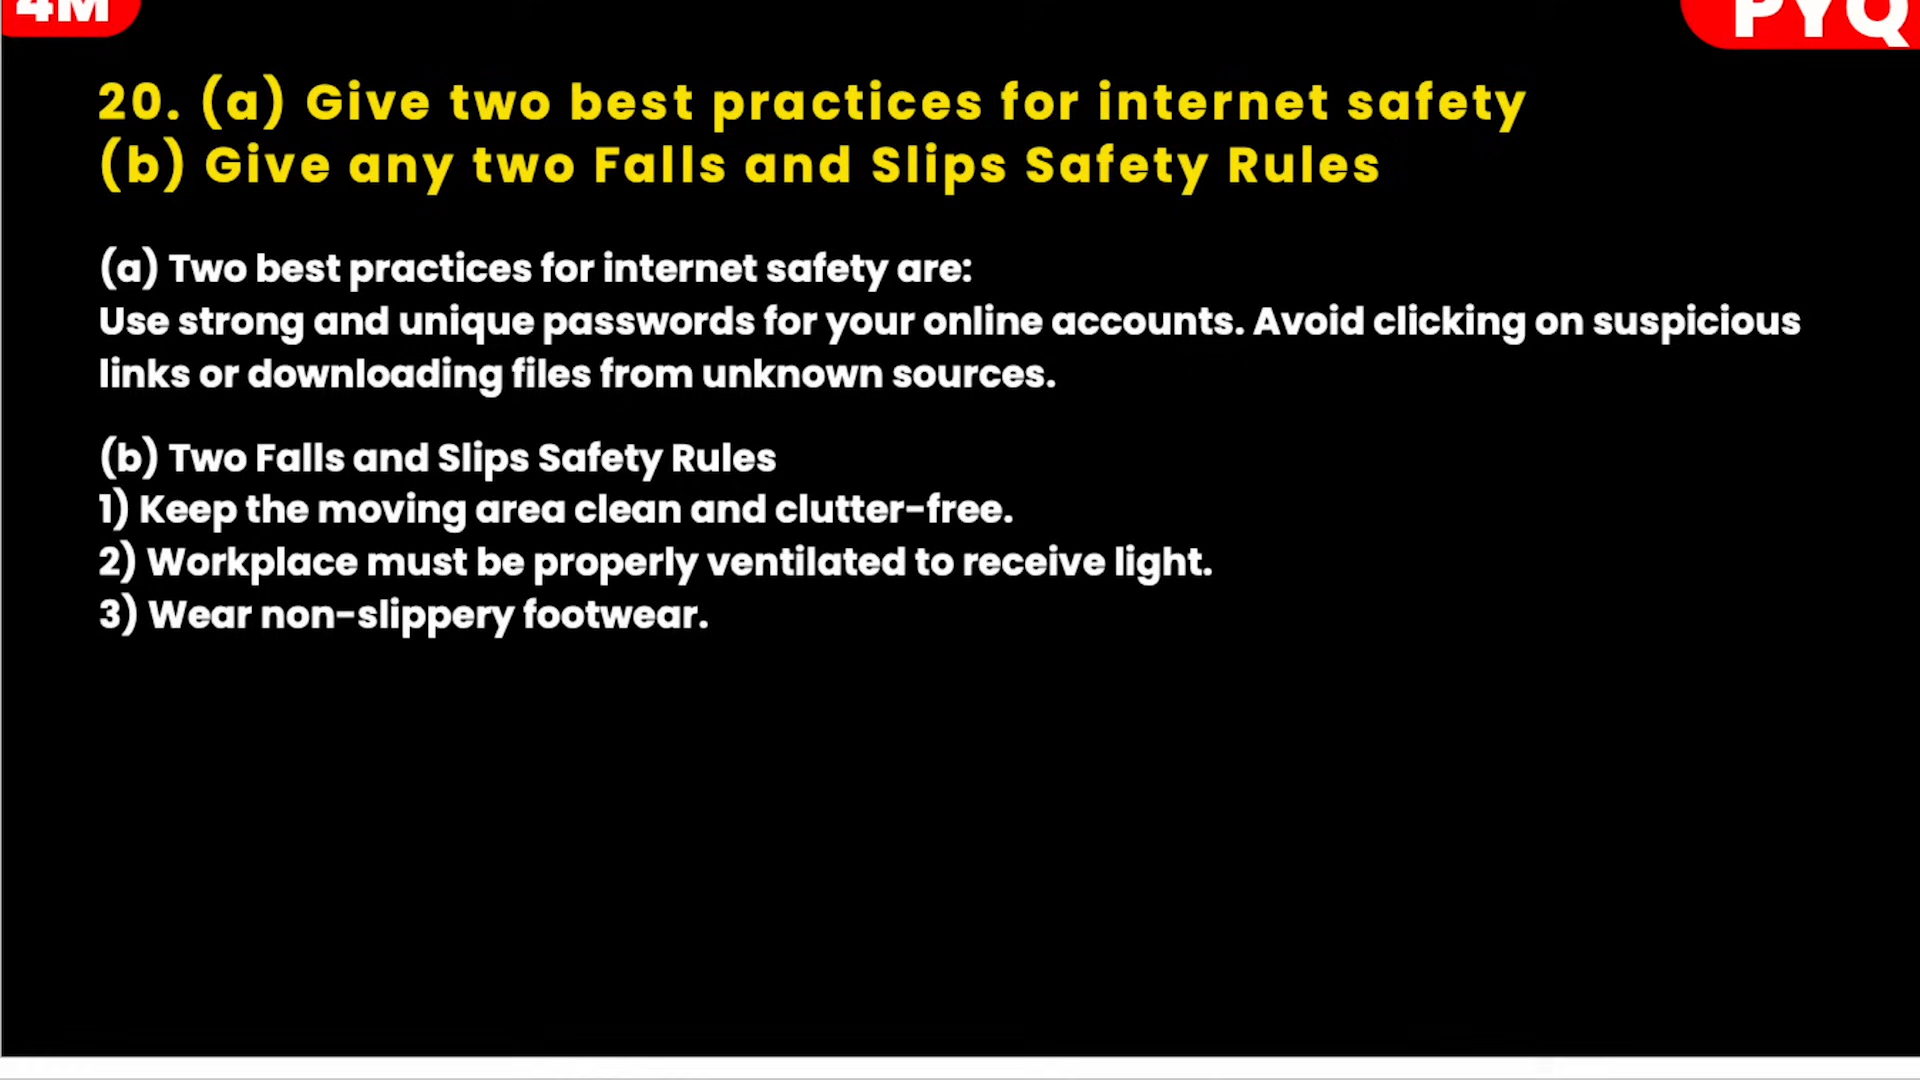 4M
PYQ
20. (a) Give two best practices for internet safety
(b) Give any two Falls and Slips Safety Rules
(a) Two best practices for internet safety are:
Use strong and unique passwords for your online accounts. Avoid clicking on suspicious
links or downloading files from unknown sources.
(b) Two Falls and Slips Safety Rules
1) Keep the moving area clean and clutter-free.
2) Workplace must be properly ventilated to receive light.
3) Wear non-slippery footwear.